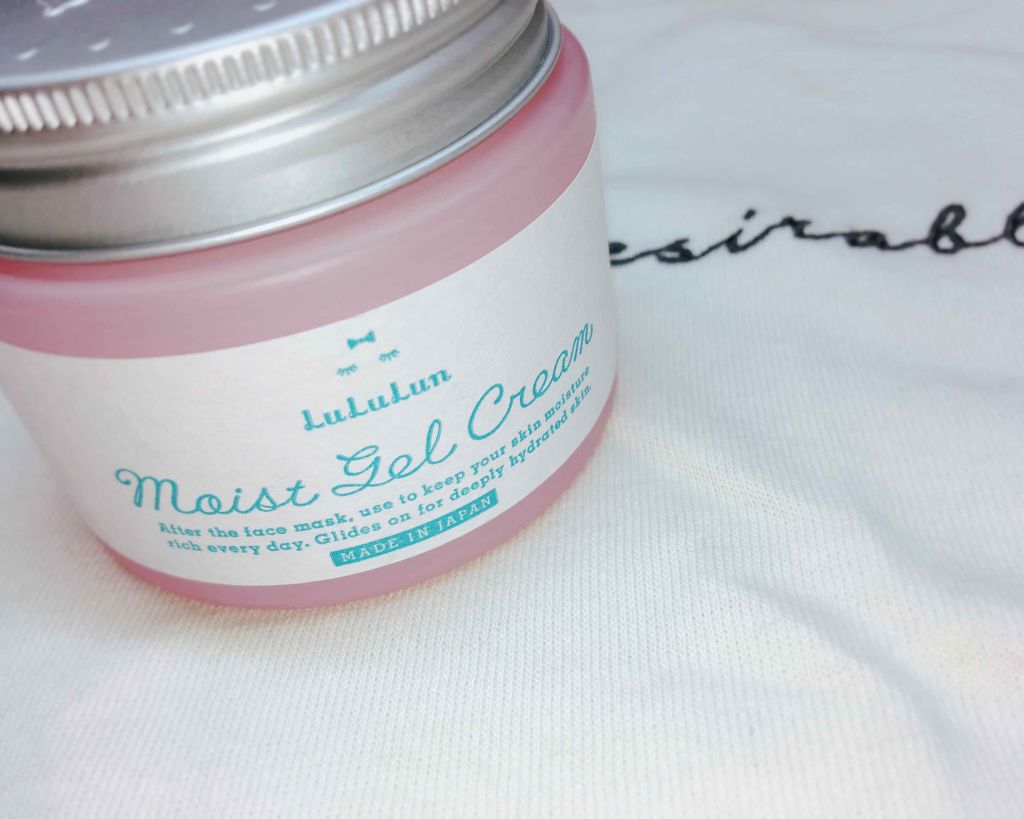 LuLuLun
Moist Gel Cream
After the face mask, use to keep your skin moisture
rich every day. Glides on for deeply hydrated skin.
MADE IN JAPAN
esirabl